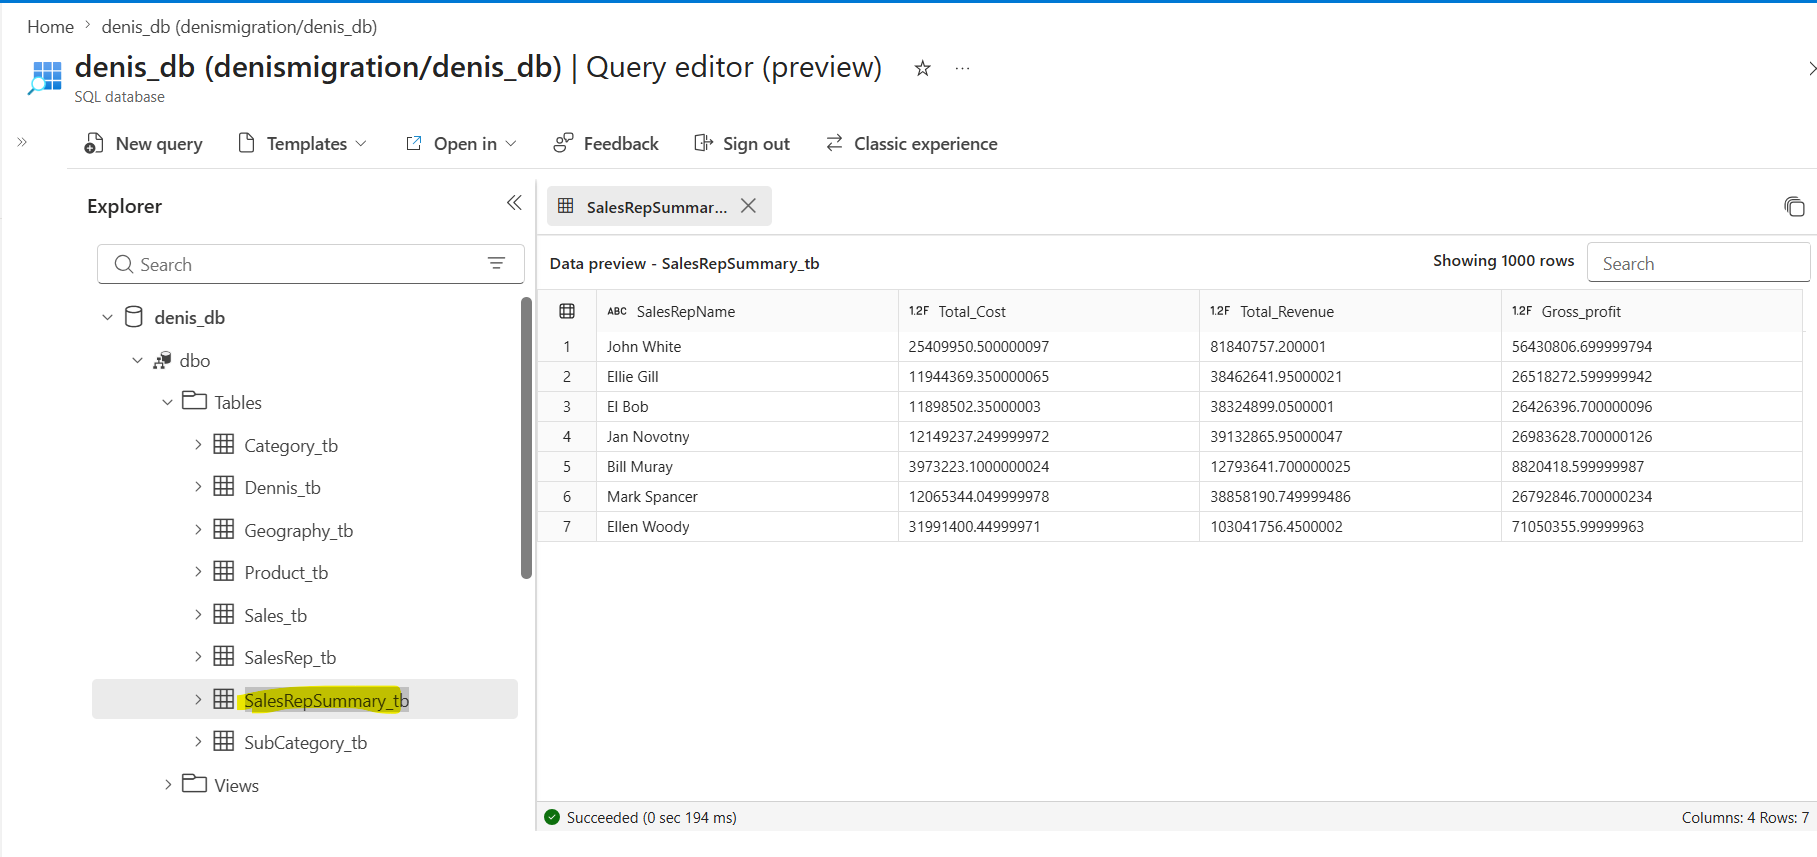 Home > denis_db (denismigration/denis_db)
denis_db (denismigration/denis_db) | Query editor (preview)
SQL database
New query Templates Open in Feedback Sign out Classic experience
Explorer
Search
denis_db
dbo
Tables
Category_tb
Dennis_tb
Geography_tb
Product_tb
Sales_tb
SalesRep_tb
SalesRepSummary_tb
SubCategory_tb
Views
SalesRepSummar...
Data preview - SalesRepSummary_tb Showing 1000 rows Search
ABC SalesRepName 1.2F Total_Cost 1.2F Total_Revenue 1.2F Gross_profit
1 John White 25409950.500000097 81840757.200001 56430806.699999794
2 Ellie Gill 11944369.350000065 38462641.95000021 26518272.599999942
3 El Bob 11898502.35000003 38324899.0500001 26426396.700000096
4 Jan Novotny 12149237.249999972 39132865.95000047 26983628.700000126
5 Bill Muray 3973223.1000000024 12793641.700000025 8820418.599999987
6 Mark Spancer 12065344.049999978 38858190.749999486 26792846.700000234
7 Ellen Woody 31991400.44999971 103041756.4500002 71050355.99999963
Succeeded (0 sec 194 ms) Columns: 4 Rows: 7